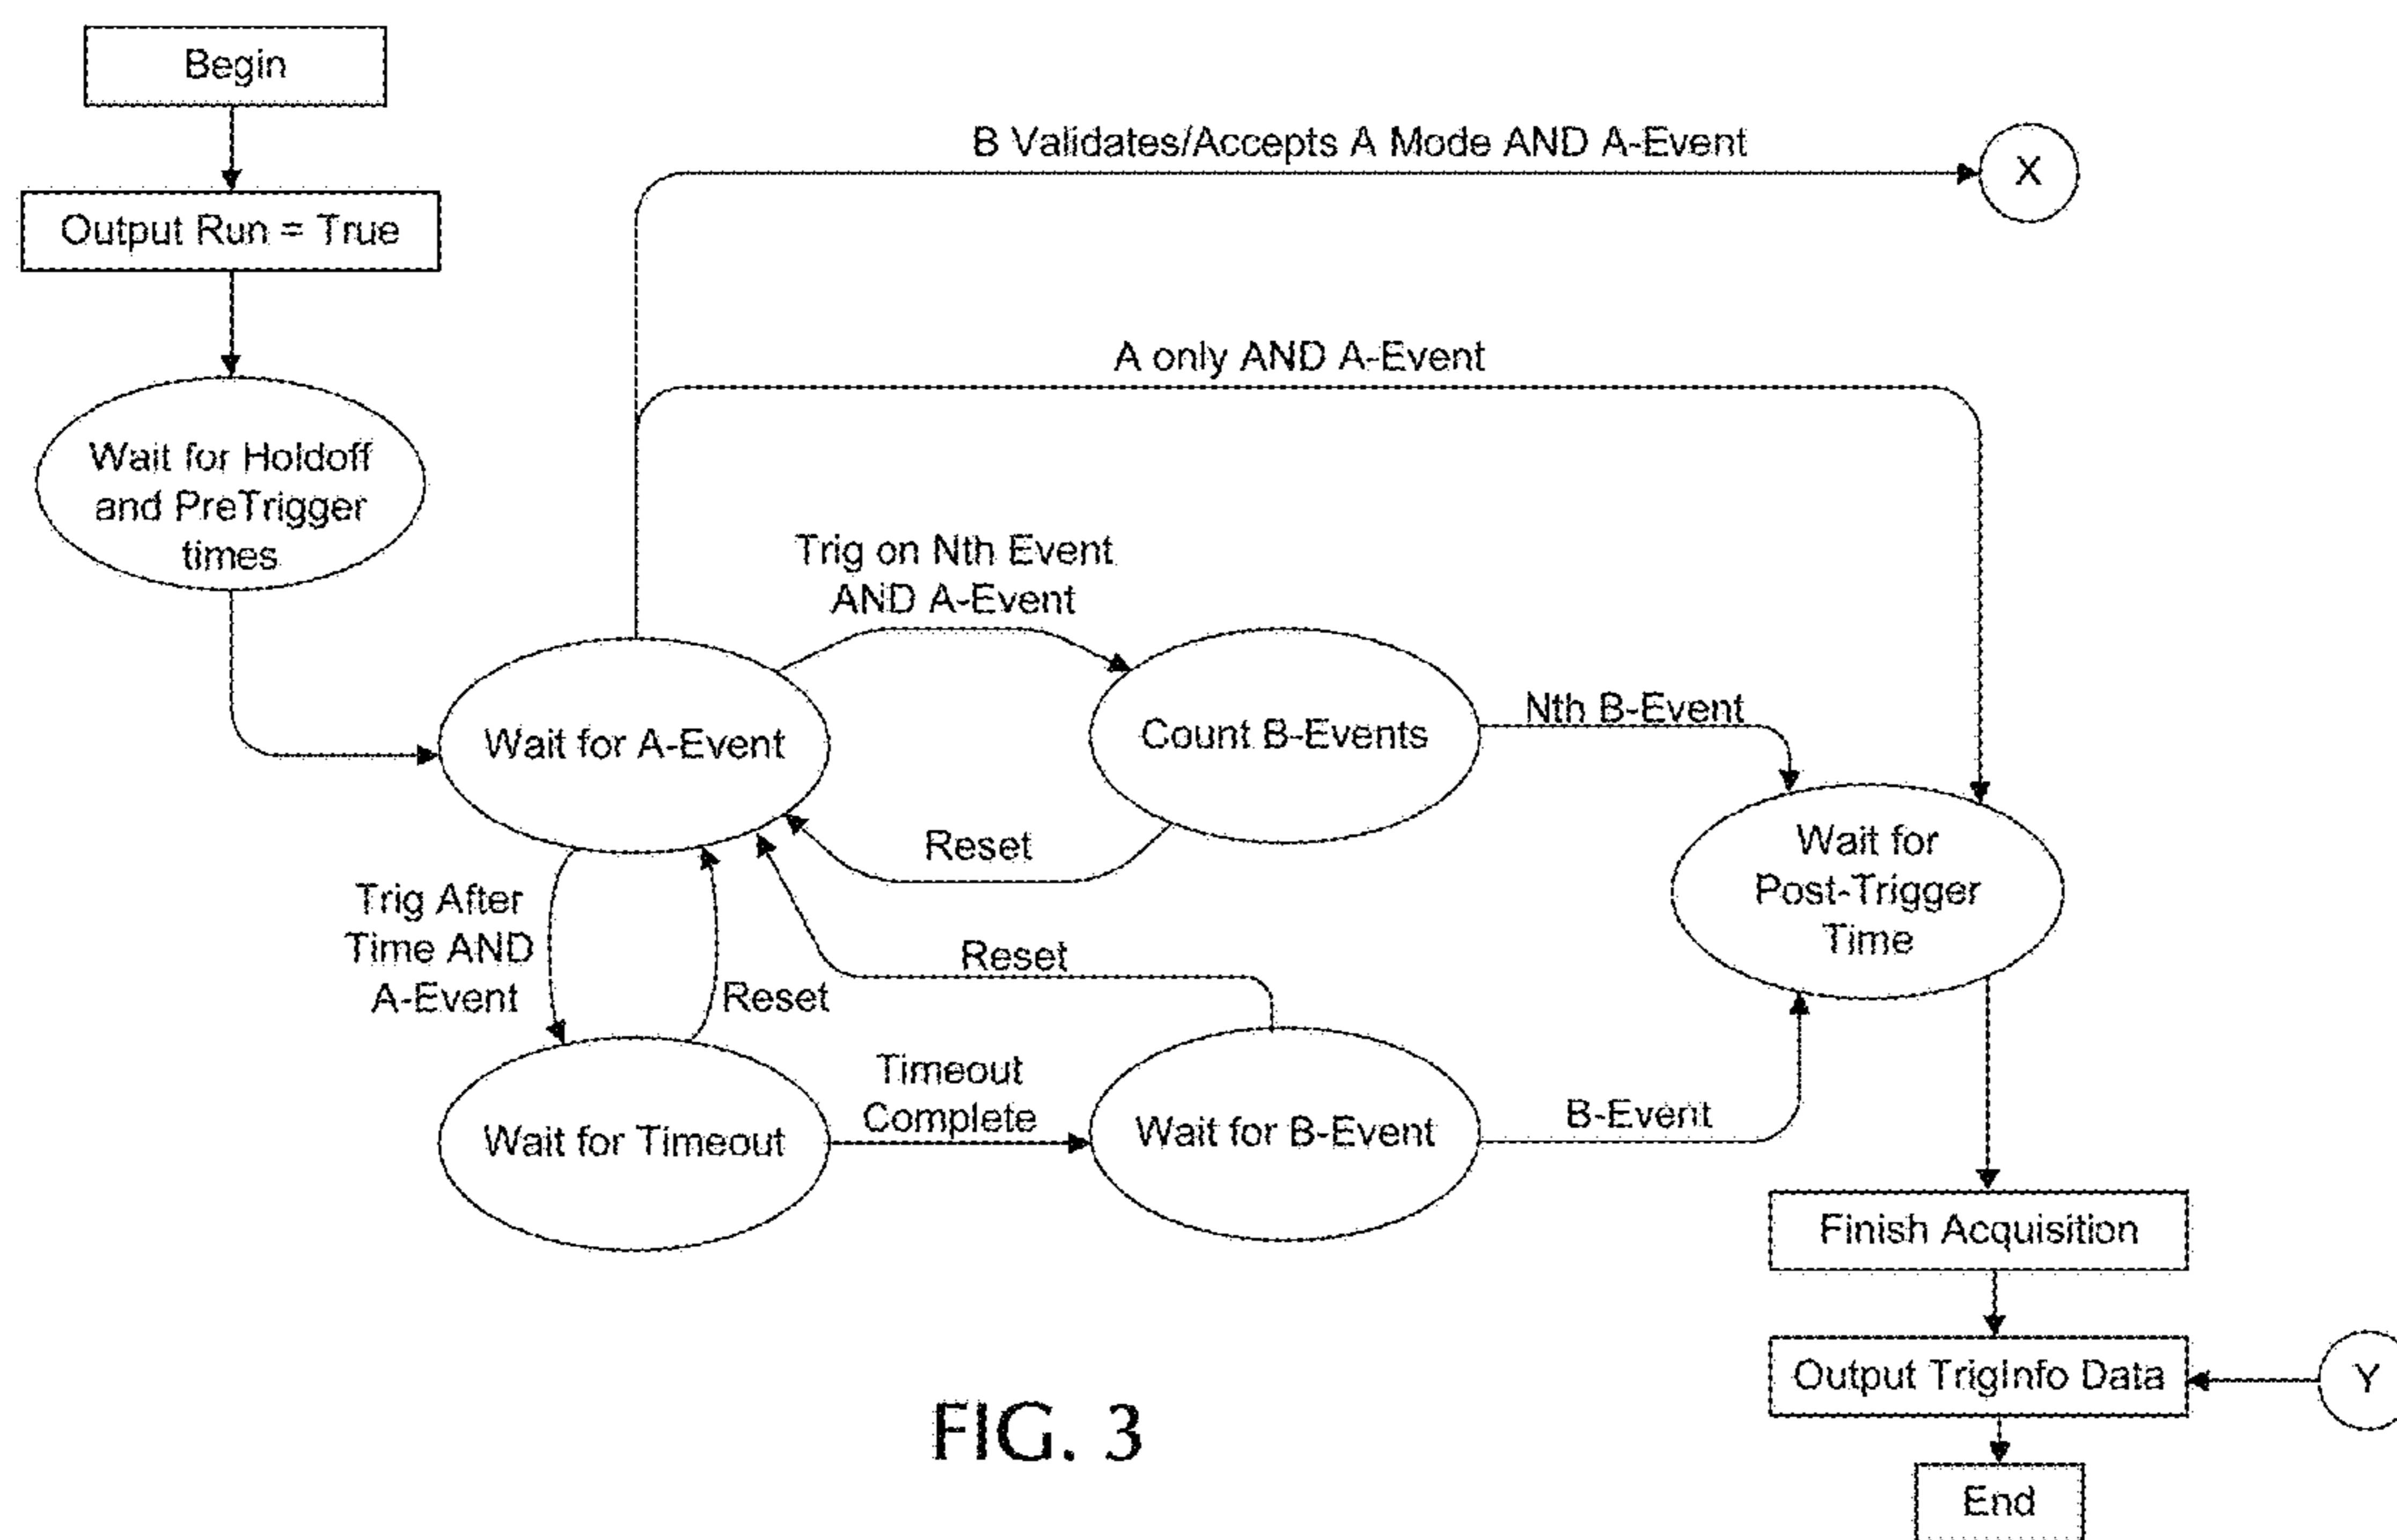 Begin
Output Run = True
Wait for Holdoff
and PreTrigger
times
B Validates/Accepts A Mode AND A-Event
X
A only AND A-Event
Trig on Nth Event
AND A-Event
Wait for A-Event
Count B-Events
Nth B-Event
Reset
Wait for
Post-Trigger
Time
Trig After
Time AND
A-Event
Reset
Reset
Wait for Timeout
Timeout
Complete
Wait for B-Event
B-Event
Finish Acquisition
Output TrigInfo Data
Y
End
FIG. 3